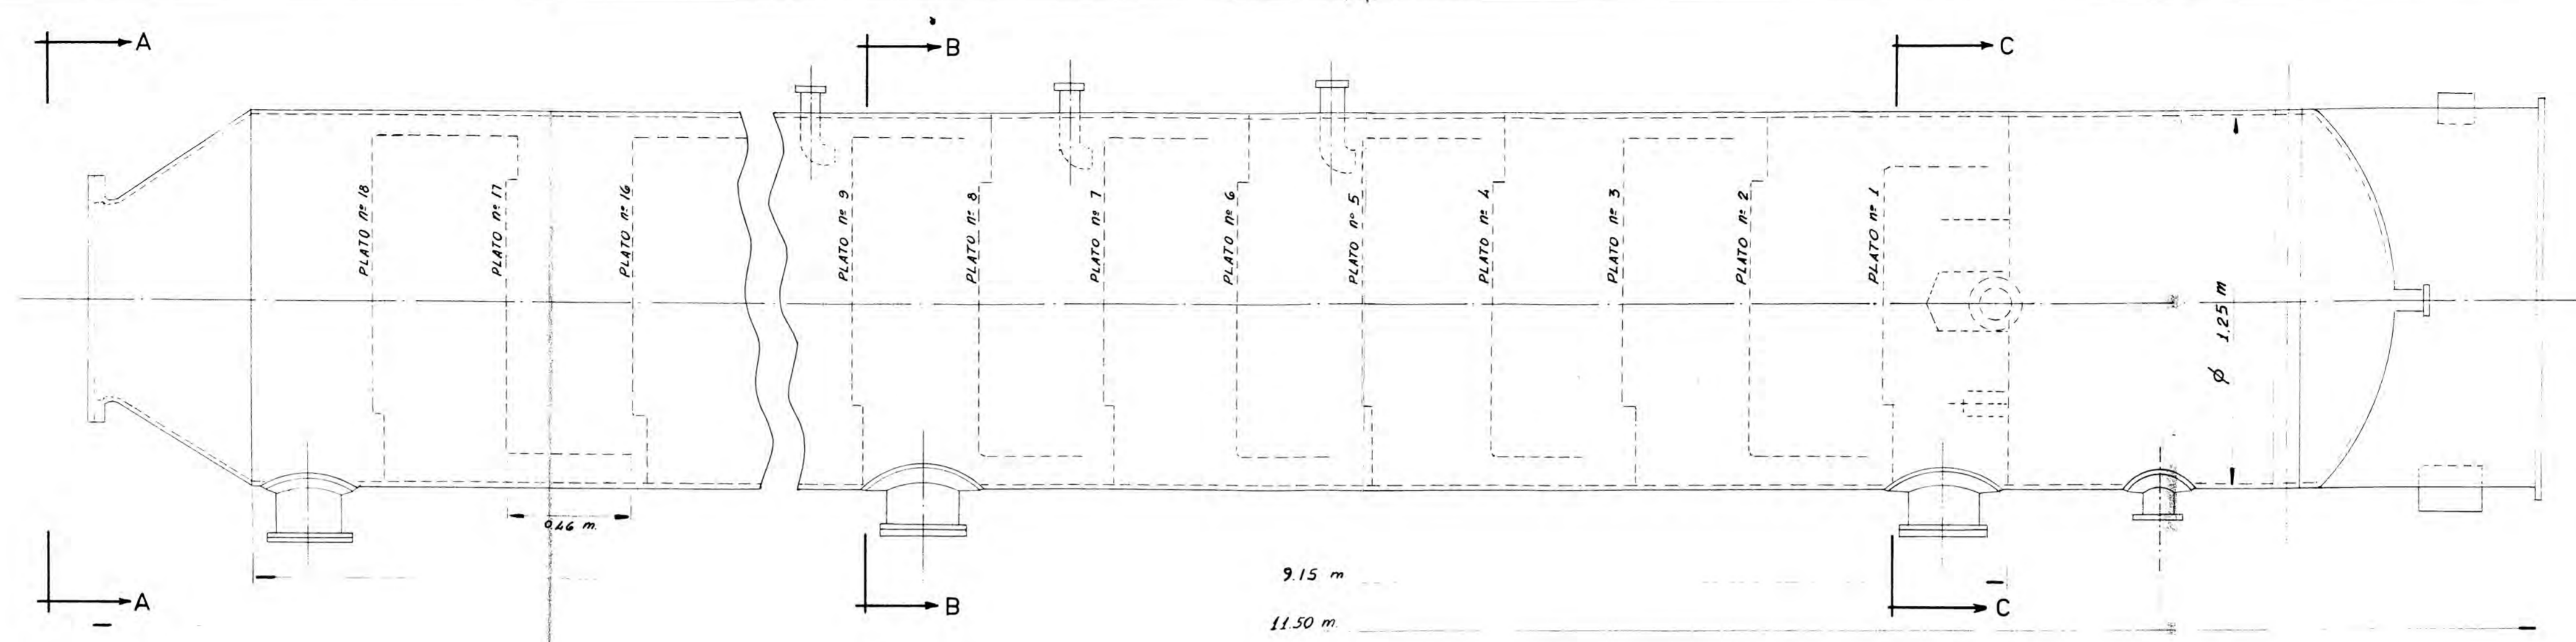 A
B
C
PLATO nº 18
PLATO nº 17
PLATO nº 16
PLATO nº 9
PLATO nº 8
PLATO nº 7
PLATO nº 6
PLATO nº 5
PLATO nº 4
PLATO nº 3
PLATO nº 2
PLATO nº 1
ø 1.25 m
0.46 m.
9.15 m
A
B
C
11.50 m.